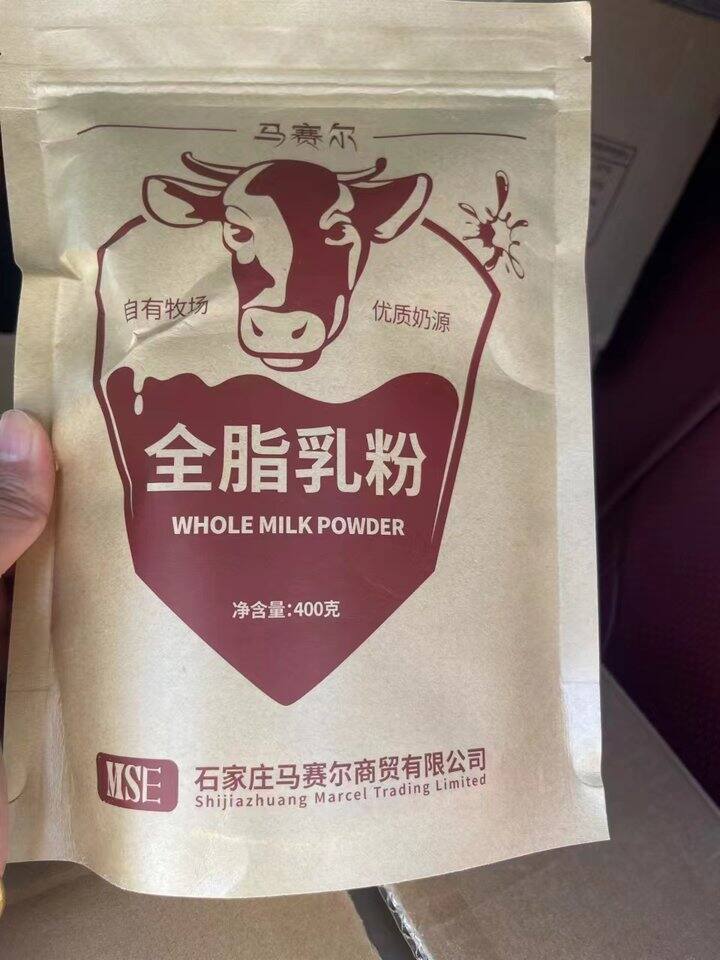 马赛尔
自有牧场
优质奶源
全脂乳粉
WHOLE MILK POWDER
净含量:400克
MSE
石家庄马赛尔商贸有限公司
Shijiazhuang Marcel Trading Limited